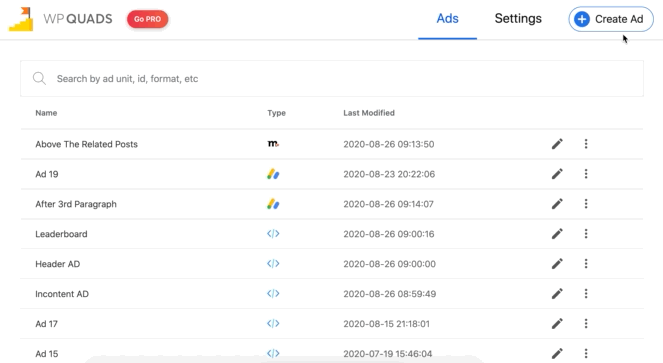 WPQUADS Go PRO Ads Settings Create Ad
Search by ad unit, id, format, etc
Name Type Last Modified
Above The Related Posts m. 2020-08-26 09:13:50
Ad 19 2020-08-23 20:22:06
After 3rd Paragraph 2020-08-26 09:14:07
Leaderboard </> 2020-08-26 09:00:16
Header AD </> 2020-08-26 09:00:00
Incontent AD </> 2020-08-26 08:59:49
Ad 17 </> 2020-08-15 21:18:01
Ad 15 </> 2020-07-19 15:46:04